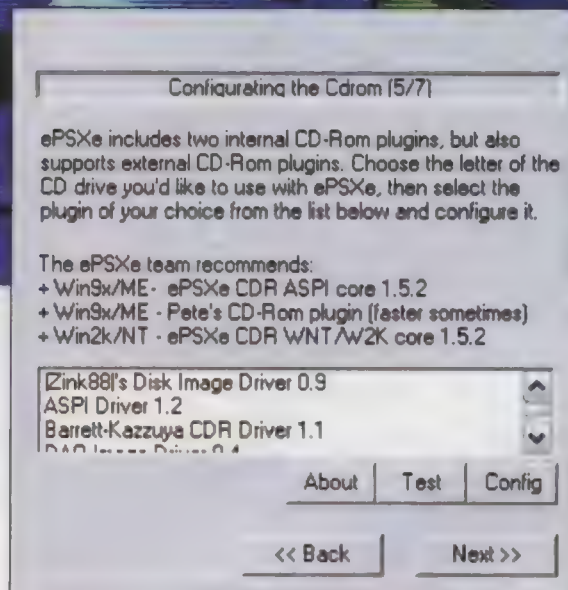 Configurating the Cdrom (5/7)
ePSXe includes two internal CD-Rom plugins, but also
supports external CD-Rom plugins. Choose the letter of the
CD drive you'd like to use with ePSXe, then select the
plugin of your choice from the list below and configure it.
The ePSXe team recommends:
+ Win9x/ME - ePSXe CDR ASPI core 1.5.2
+ Win9x/ME - Pete's CD-Rom plugin (faster sometimes)
+ Win2k/NT - ePSXe CDR WNT/W2K core 1.5.2
[Zink88]'s Disk Image Driver 0.9
ASPI Driver 1.2
Barrett-Kazzuya CDR Driver 1.1
About Test Config
<< Back Next >>